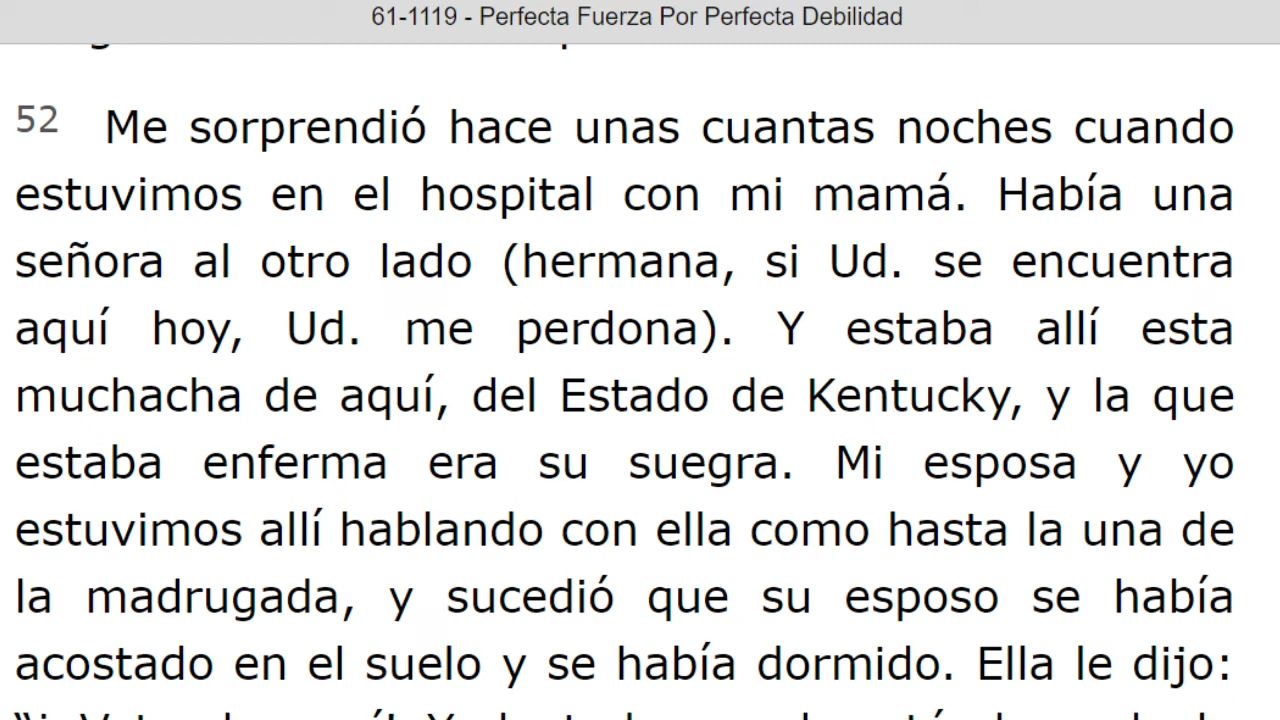 61-1119 - Perfecta Fuerza Por Perfecta Debilidad
52 Me sorprendió hace unas cuantas noches cuando
estuvimos en el hospital con mi mamá. Había una
señora al otro lado (hermana, si Ud. se encuentra
aquí hoy, Ud. me perdona). Y estaba allí esta
muchacha de aquí, del Estado de Kentucky, y la que
estaba enferma era su suegra. Mi esposa y yo
estuvimos allí hablando con ella como hasta la una de
la madrugada, y sucedió que su esposo se había
acostado en el suelo y se había dormido. Ella le dijo: